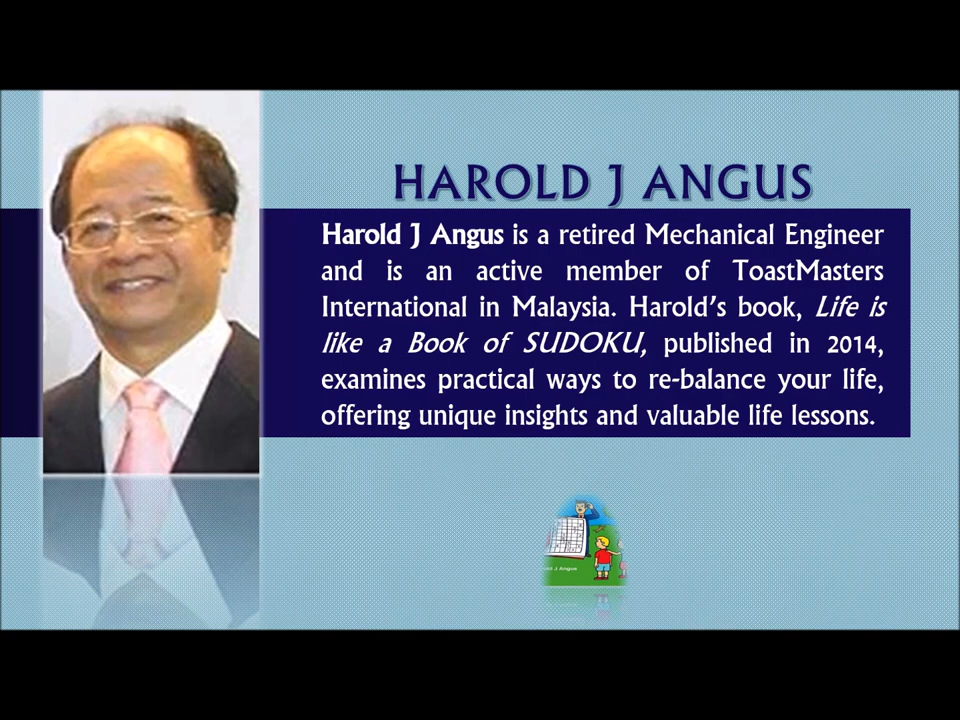 HAROLD J ANGUS
Harold J Angus is a retired Mechanical Engineer
and is an active member of ToastMasters
International in Malaysia. Harold's book, Life is
like a Book of SUDOKU, published in 2014,
examines practical ways to re-balance your life,
offering unique insights and valuable life lessons.
J Angus